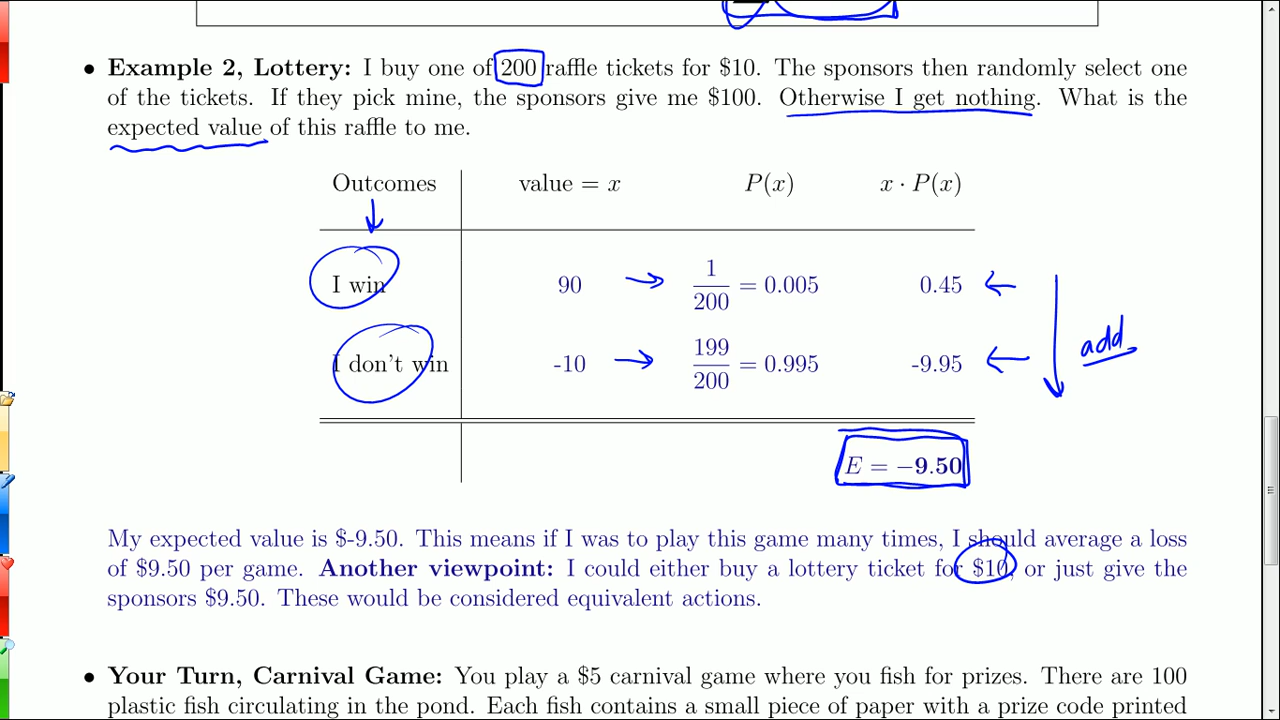 • Example 2, Lottery: I buy one of 200 raffle tickets for $10. The sponsors then randomly select one
of the tickets. If they pick mine, the sponsors give me $100. Otherwise I get nothing. What is the
expected value of this raffle to me.
Outcomes value = x P(x) x · P(x)
I win 90 1/200 = 0.005 0.45
I don't win -10 199/200 = 0.995 -9.95
add
E = −9.50
My expected value is $-9.50. This means if I was to play this game many times, I should average a loss
of $9.50 per game. Another viewpoint: I could either buy a lottery ticket for $10, or just give the
sponsors $9.50. These would be considered equivalent actions.
• Your Turn, Carnival Game: You play a $5 carnival game where you fish for prizes. There are 100
plastic fish circulating in the pond. Each fish contains a small piece of paper with a prize code printed